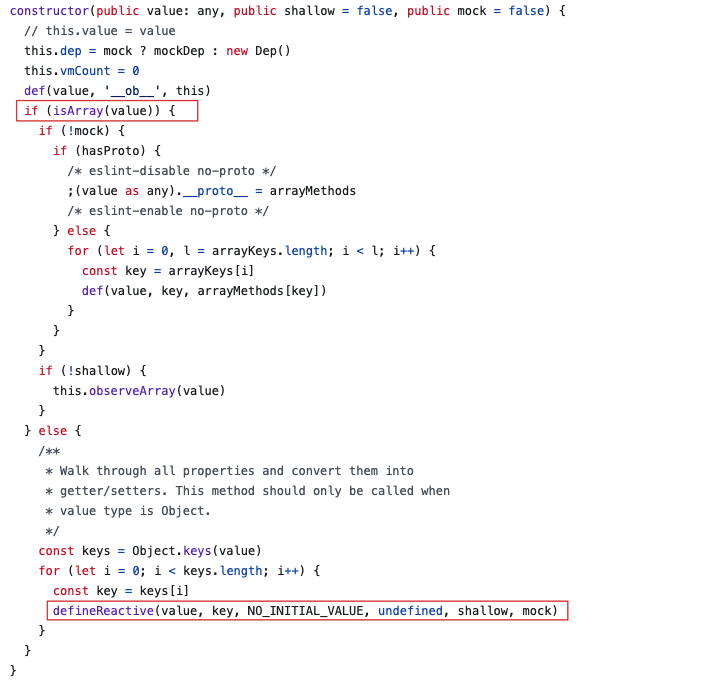 constructor(public value: any, public shallow = false, public mock = false) {
  // this.value = value
  this.dep = mock ? mockDep : new Dep()
  this.vmCount = 0
  def(value, '__ob__', this)
  if (isArray(value)) {
    if (!mock) {
      if (hasProto) {
        /* eslint-disable no-proto */
        ;(value as any).__proto__ = arrayMethods
        /* eslint-enable no-proto */
      } else {
        for (let i = 0, l = arrayKeys.length; i < l; i++) {
          const key = arrayKeys[i]
          def(value, key, arrayMethods[key])
        }
      }
    }
    if (!shallow) {
      this.observeArray(value)
    }
  } else {
    /**
     * Walk through all properties and convert them into
     * getter/setters. This method should only be called when
     * value type is Object.
     */
    const keys = Object.keys(value)
    for (let i = 0; i < keys.length; i++) {
      const key = keys[i]
      defineReactive(value, key, NO_INITIAL_VALUE, undefined, shallow, mock)
    }
  }
}